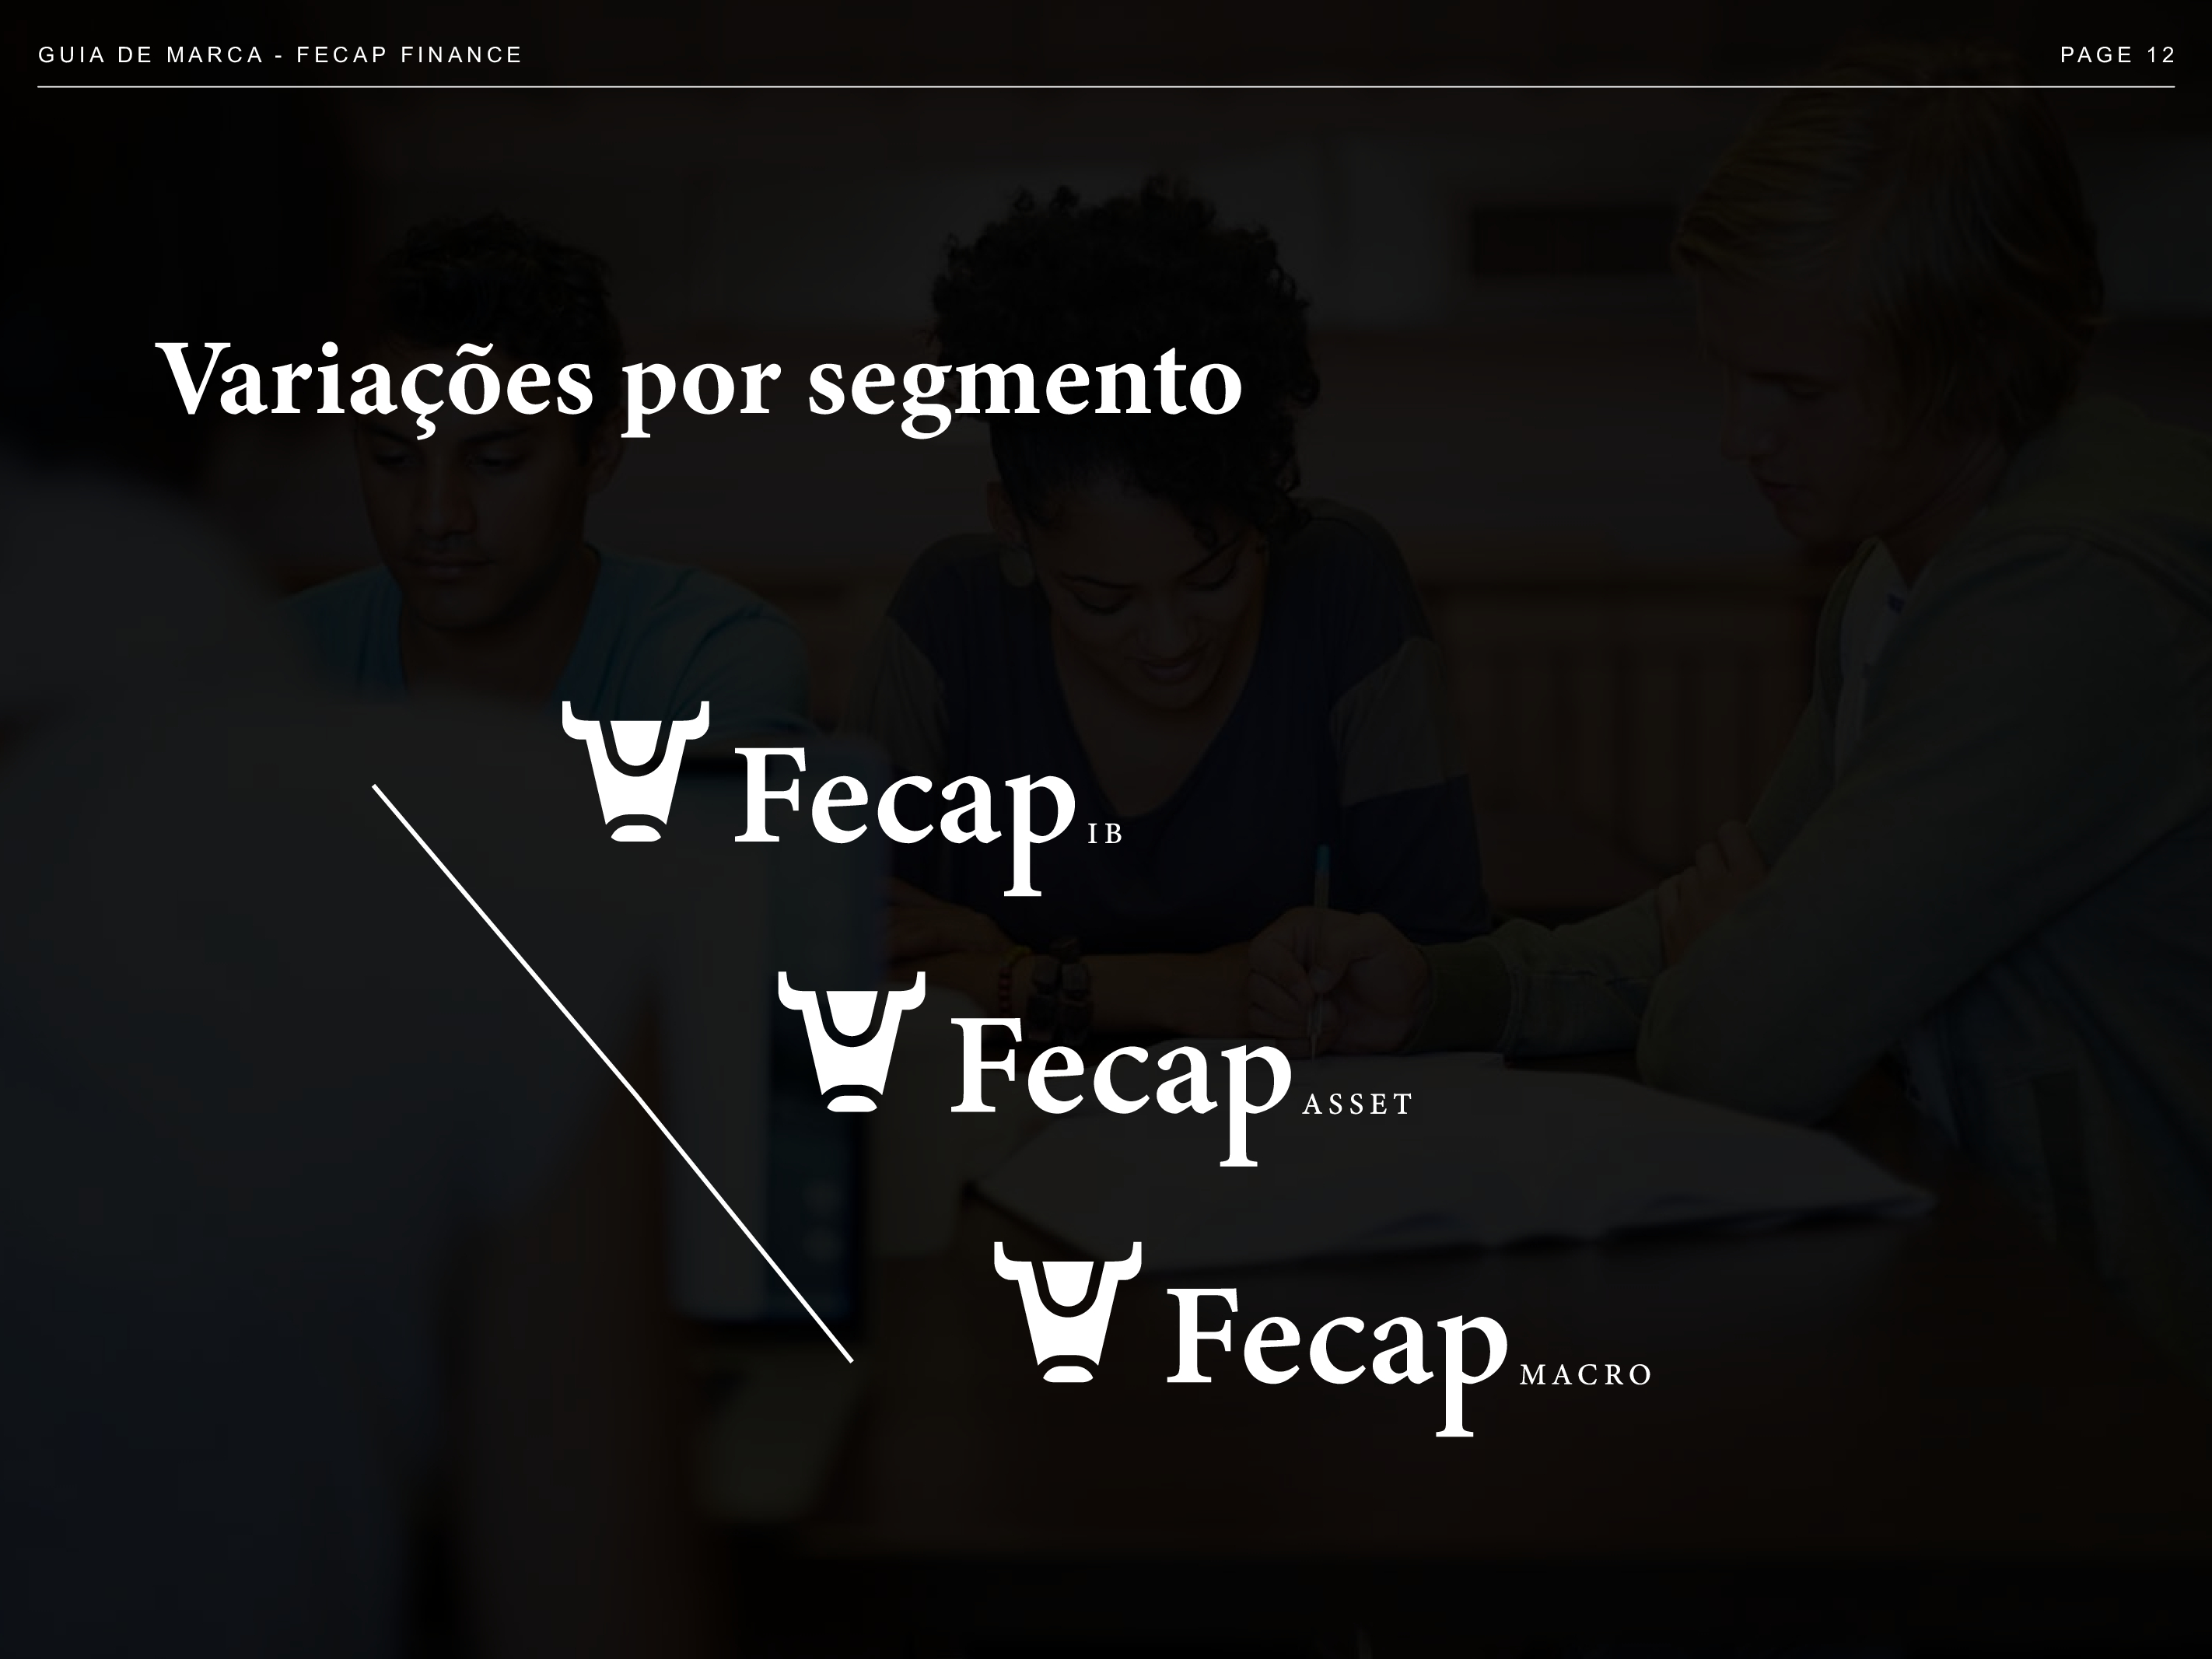 GUIA DE MARCA - FECAP FINANCE
PAGE 12
Variações por segmento
Fecap IB
Fecap ASSET
Fecap MACRO